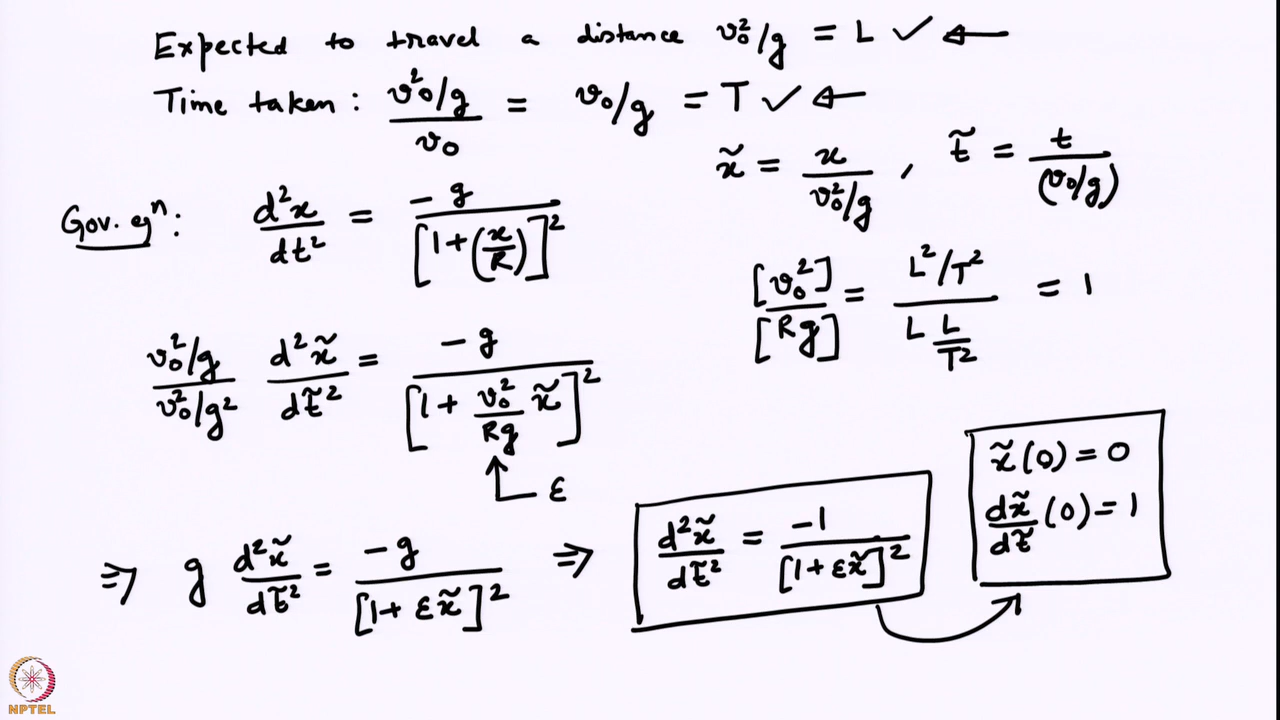 Expected to travel a distance v₀²/g = L ✓ ←
Time taken : (v₀²/g)/v₀ = v₀/g = T ✓ ←
x̃ = x/(v₀²/g) , t̃ = t/(v₀/g)
Gov. eqⁿ : d²x/dt² = -g/[1+(x/R)]²
[v₀²]/[Rg] = (L²/T²)/(L L/T²) = 1
(v₀²/g)/(v₀²/g²) d²x̃/dt̃² = -g/[1 + (v₀²/Rg) x̃]²
↑ ε
⇒ g d²x̃/dt̃² = -g/[1+ εx̃]² ⇒ d²x̃/dt̃² = -1/[1+εx̃]²
x̃(0) = 0
dx̃/dt̃ (0) = 1
NPTEL